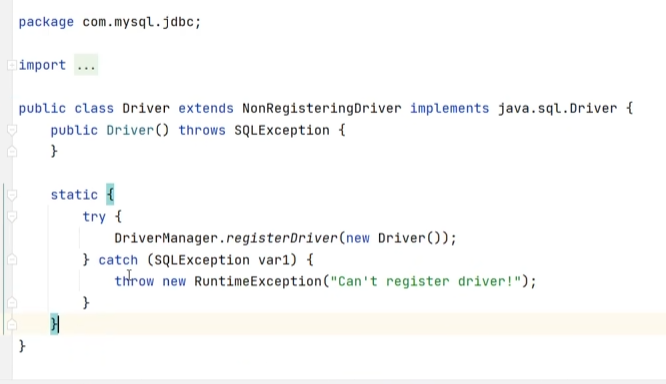 package com.mysql.jdbc;
import ...
public class Driver extends NonRegisteringDriver implements java.sql.Driver {
    public Driver() throws SQLException {
    }
    static {
        try {
            DriverManager.registerDriver(new Driver());
        } catch (SQLException var1) {
            throw new RuntimeException("Can't register driver!");
        }
    }
}